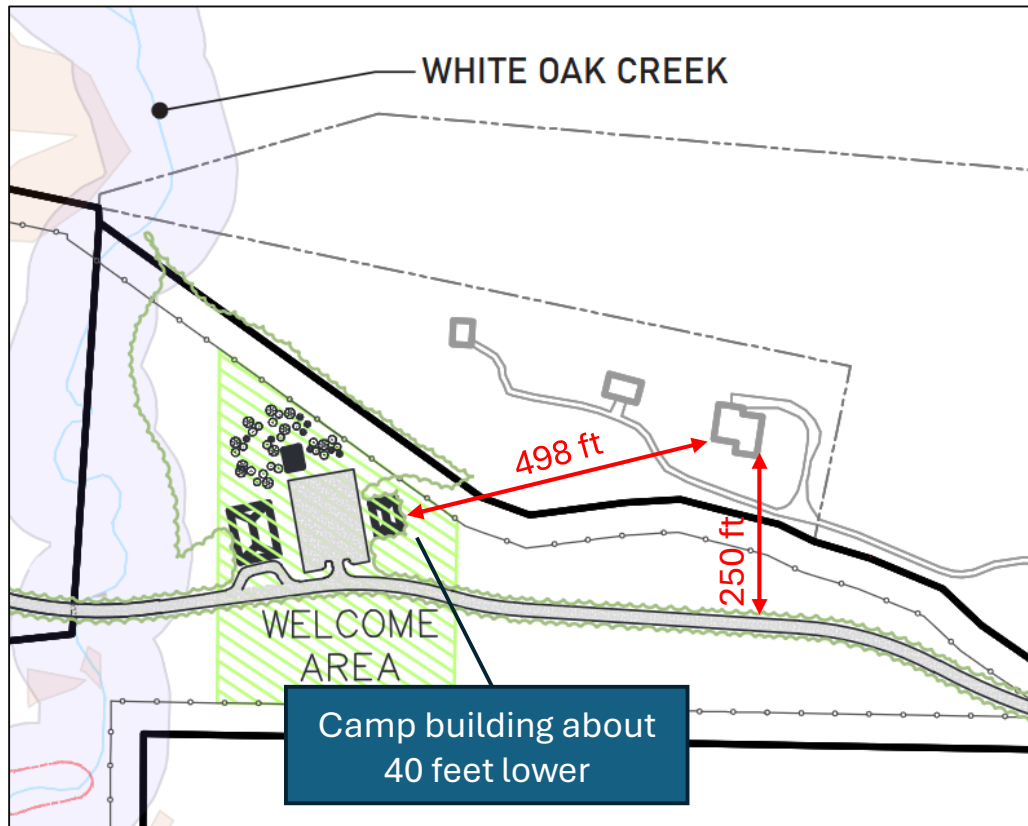 WHITE OAK CREEK
498 ft
250 ft
WELCOME
AREA
Camp building about
40 feet lower